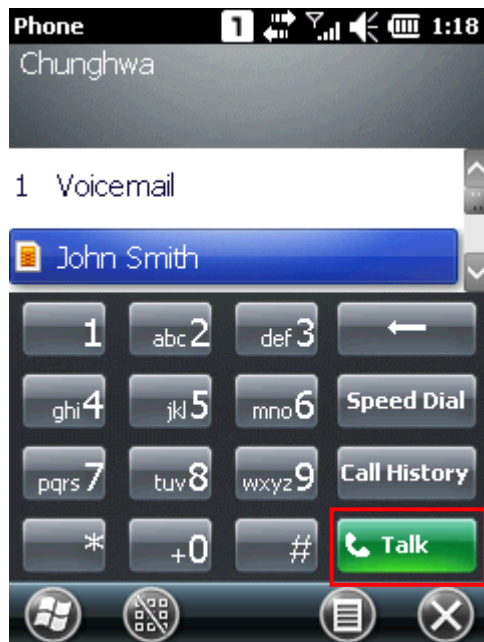 Phone 1 1:18
Chunghwa
1 Voicemail
John Smith
1 abc2 def3
ghi4 jkl5 mno6 Speed Dial
pqrs7 tuv8 wxyz9 Call History
* +0 # Talk